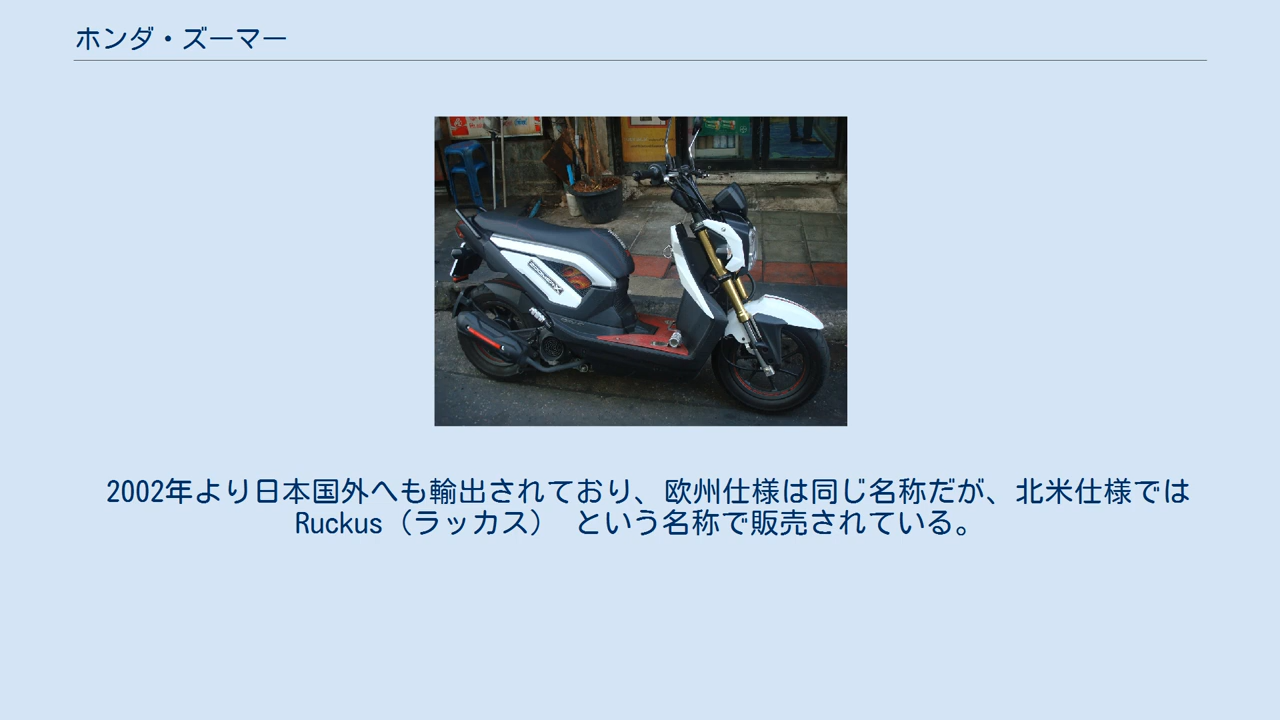 ホンダ・ズーマー
2002年より日本国外へも輸出されており、欧州仕様は同じ名称だが、北米仕様では
Ruckus（ラッカス） という名称で販売されている。